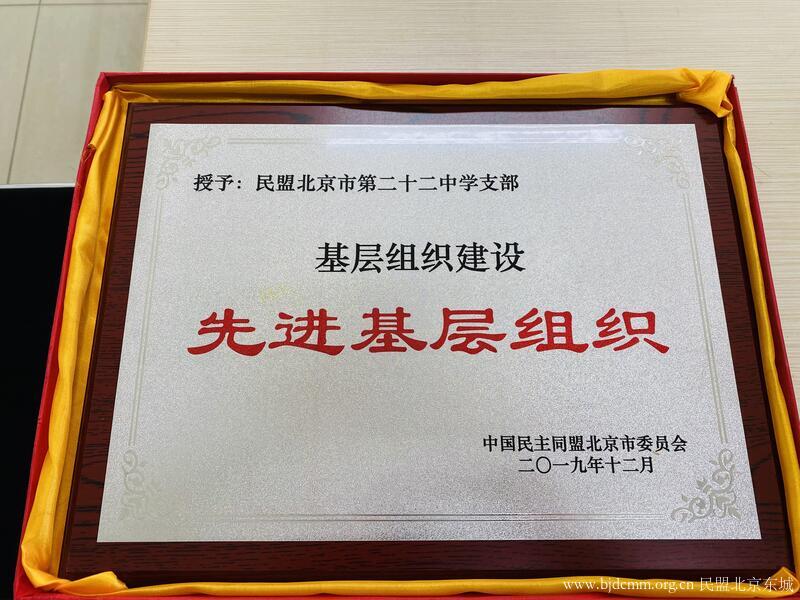 授予：民盟北京市第二十二中学支部
基层组织建设
先进基层组织
中国民主同盟北京市委员会
二〇一九年十二月
www.bjdcmm.org.cn 民盟北京东城